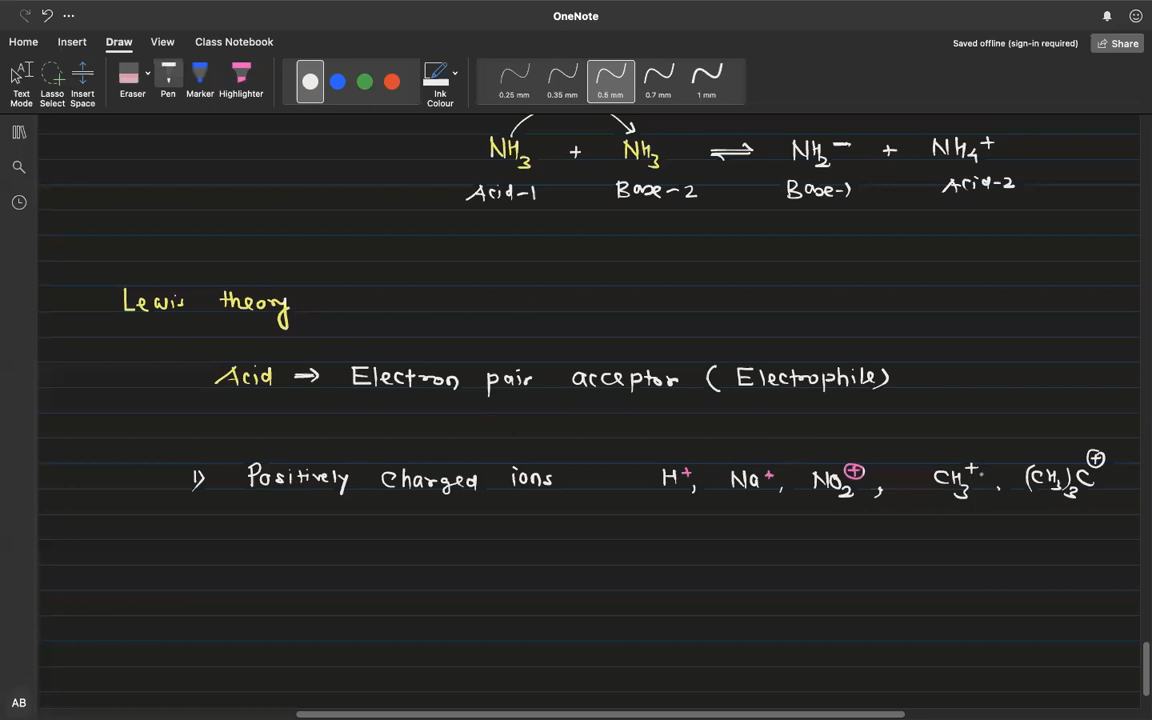 OneNote
Home Insert Draw View Class Notebook
Saved offline (sign-in required) Share
Text Mode Lasso Select Insert Space Eraser Pen Marker Highlighter Ink Colour 0.25 mm 0.35 mm 0.5 mm 0.7 mm 1 mm
NH₃ + NH₃ ⇌ NH₂⁻ + NH₄⁺
Acid-1 Base-2 Base-1 Acid-2
Lewis theory
Acid → Electron pair acceptor (Electrophile)
1) Positively charged ions H⁺, Na⁺, NO₂⊕, CH₃⁺, (CH₃)₃C⊕
AB